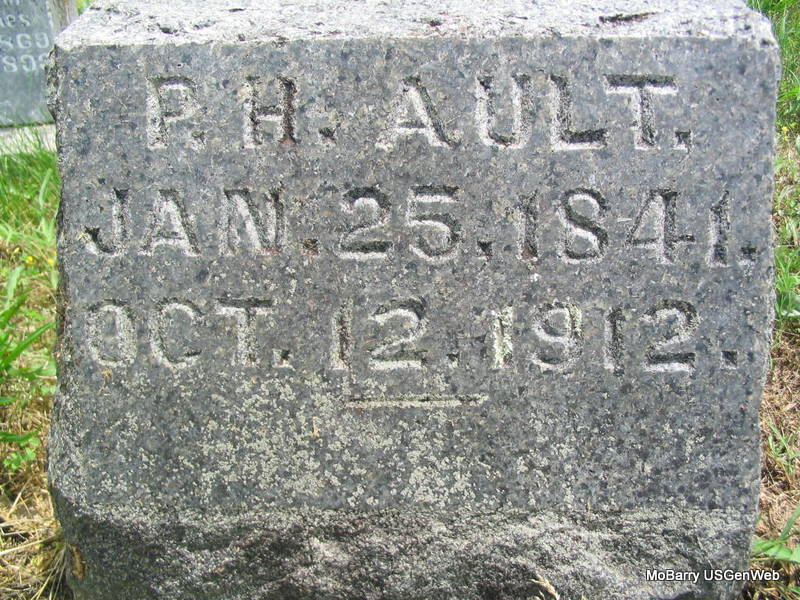 P. H. AULT.
JAN. 25, 1841.
OCT. 12. 1912.
MoBarry USGenWeb